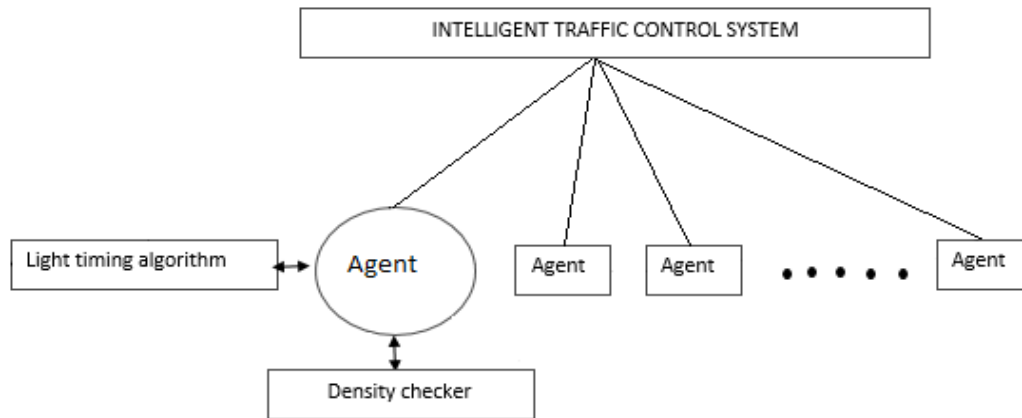 INTELLIGENT TRAFFIC CONTROL SYSTEM
Light timing algorithm
Agent
Agent
Agent
Agent
Density checker